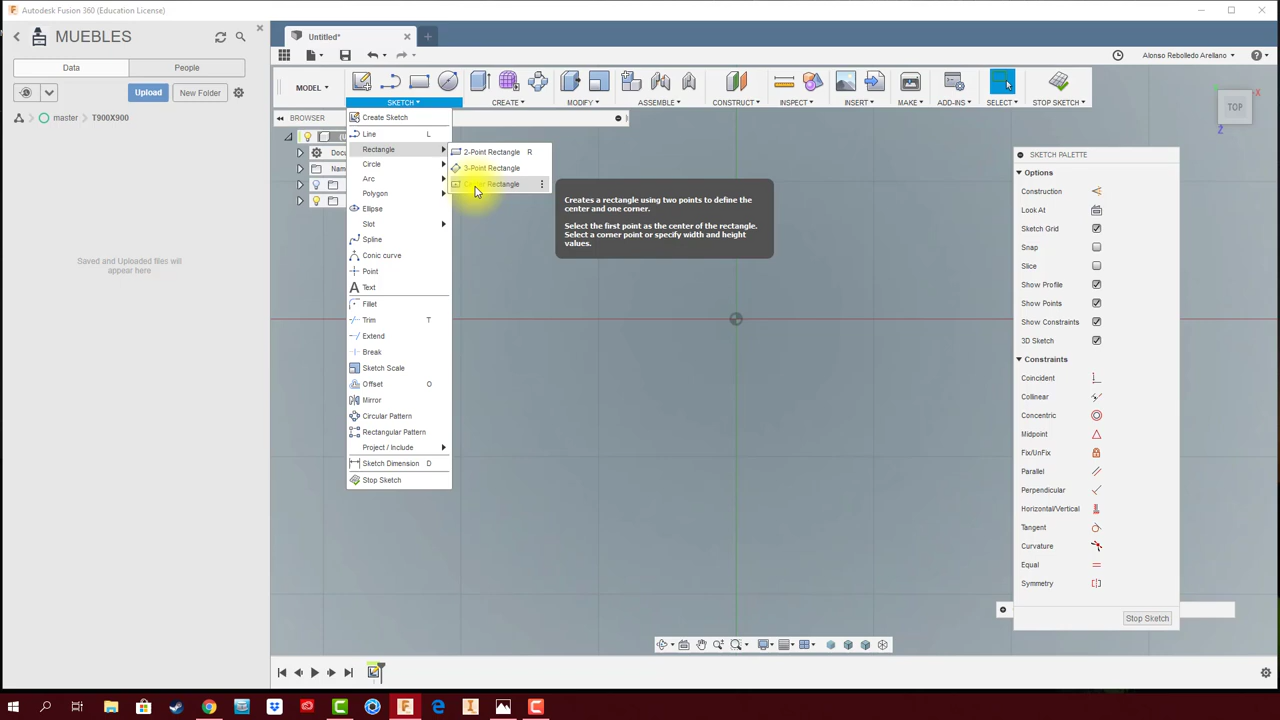 Autodesk Fusion 360 (Education License)
MUEBLES
Untitled*
Data
People
Alonso Rebolledo Arellano
Upload
New Folder
MODEL
SKETCH
CREATE
MODIFY
ASSEMBLE
CONSTRUCT
INSPECT
INSERT
MAKE
ADD-INS
SELECT
STOP SKETCH
master
T900X900
BROWSER
Create Sketch
Line L
Rectangle
Circle
Arc
Polygon
Ellipse
Slot
Spline
Conic curve
Point
Text
Fillet
Trim T
Extend
Break
Sketch Scale
Offset O
Mirror
Circular Pattern
Rectangular Pattern
Project / Include
Sketch Dimension D
Stop Sketch
2-Point Rectangle R
3-Point Rectangle
Rectangle
Creates a rectangle using two points to define the
center and one corner.
Select the first point as the center of the rectangle.
Select a corner point or specify width and height
values.
Saved and Uploaded files will
appear here
TOP
X
Z
SKETCH PALETTE
Options
Construction
Look At
Sketch Grid
Snap
Slice
Show Profile
Show Points
Show Constraints
3D Sketch
Constraints
Coincident
Collinear
Concentric
Midpoint
Fix/UnFix
Parallel
Perpendicular
Horizontal/Vertical
Tangent
Curvature
Equal
Symmetry
Stop Sketch